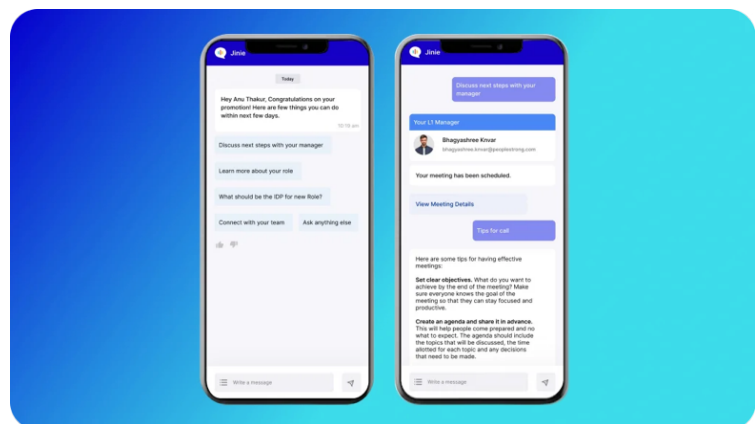 Jinie
Today
Hey Anu Thakur, Congratulations on your
promotion! Here are few things you can do
within next few days.
10:19 am
Discuss next steps with your manager
Learn more about your role
What should be the IDP for new Role?
Connect with your team
Ask anything else
Write a message
Jinie
Discuss next steps with your
manager
Your L1 Manager
Bhagyashree Knvar
bhagyashree.knvar@peoplestrong.com
Your meeting has been scheduled.
View Meeting Details
Tips for call
Here are some tips for having effective
meetings:
Set clear objectives. What do you want to
achieve by the end of the meeting? Make
sure everyone knows the goal of the
meeting so that they can stay focused and
productive.
Create an agenda and share it in advance.
This will help people come prepared and no
what to expect. The agenda should include
the topics that will be discussed, the time
allotted for each topic and any decisions
that need to be made.
Write a message